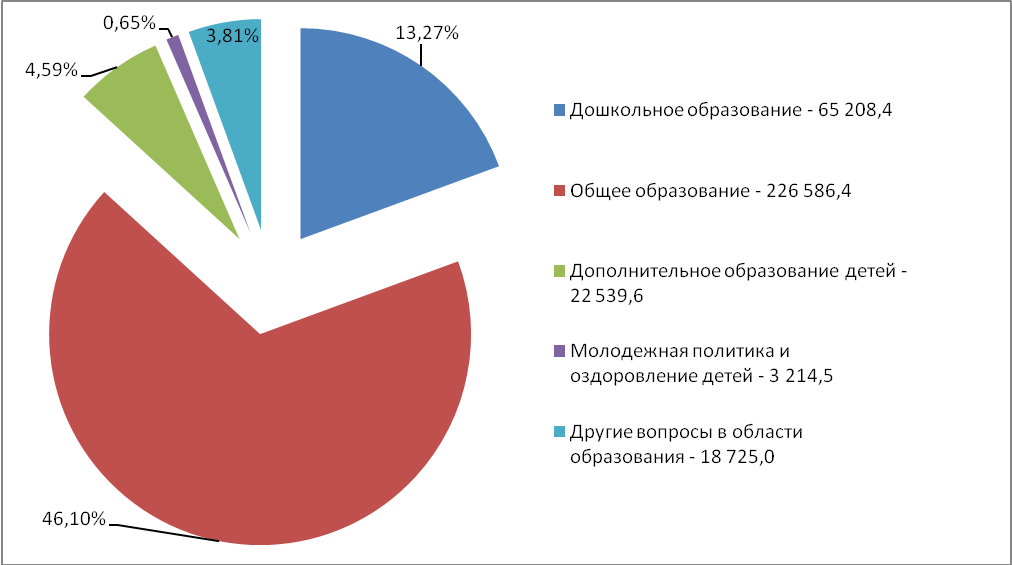 0,65%
3,81%
13,27%
4,59%
46,10%
Дошкольное образование - 65 208,4
Общее образование - 226 586,4
Дополнительное образование детей -
22 539,6
Молодежная политика и
оздоровление детей - 3 214,5
Другие вопросы в области
образования - 18 725,0